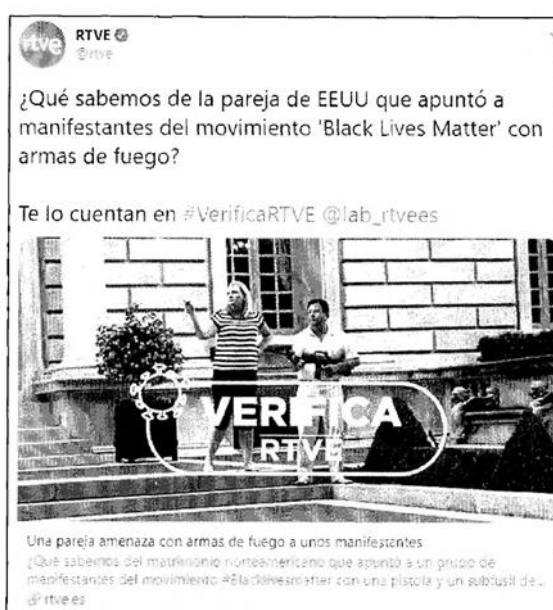 rtve
RTVE
@rtve
¿Qué sabemos de la pareja de EEUU que apuntó a
manifestantes del movimiento 'Black Lives Matter' con
armas de fuego?
Te lo cuentan en #VerificaRTVE @lab_rtvees
VERIFICA
RTVE
Una pareja amenaza con armas de fuego a unos manifestantes
¿Qué sabemos del matrimonio norteamericano que apuntó a un grupo de
manifestantes del movimiento #Blacklivesmatter con una pistola y un subfusil de...
rtve.es